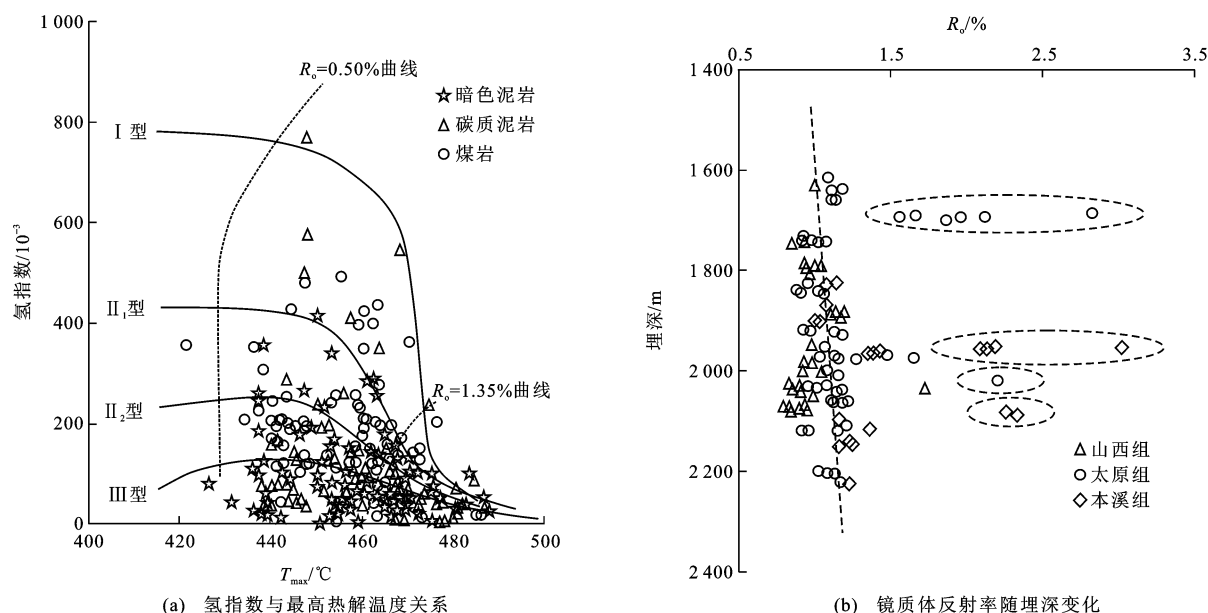 1 000
800
600
400
200
0
氢指数/10⁻³
Rₒ=0.50%曲线
暗色泥岩
碳质泥岩
煤岩
Ⅰ型
Ⅱ₁型
Ⅱ₂型
Ⅲ型
Rₒ=1.35%曲线
400 420 440 460 480 500
Tmax/℃
(a) 氢指数与最高热解温度关系
Rₒ/%
0.5 1.5 2.5 3.5
1 400
1 600
1 800
2 000
2 200
2 400
埋深/m
山西组
太原组
本溪组
(b) 镜质体反射率随埋深变化